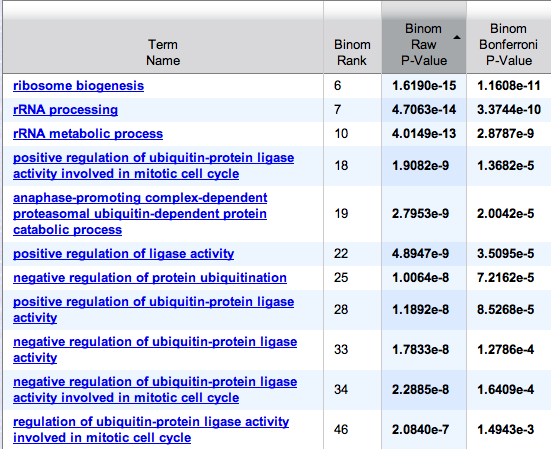 Term
Name
Binom
Rank
Binom
Raw
P-Value
Binom
Bonferroni
P-Value
ribosome biogenesis 6 1.6190e-15 1.1608e-11
rRNA processing 7 4.7063e-14 3.3744e-10
rRNA metabolic process 10 4.0149e-13 2.8787e-9
positive regulation of ubiquitin-protein ligase
activity involved in mitotic cell cycle
18 1.9082e-9 1.3682e-5
anaphase-promoting complex-dependent
proteasomal ubiquitin-dependent protein
catabolic process
19 2.7953e-9 2.0042e-5
positive regulation of ligase activity 22 4.8947e-9 3.5095e-5
negative regulation of protein ubiquitination 25 1.0064e-8 7.2162e-5
positive regulation of ubiquitin-protein ligase
activity
28 1.1892e-8 8.5268e-5
negative regulation of ubiquitin-protein ligase
activity
33 1.7833e-8 1.2786e-4
negative regulation of ubiquitin-protein ligase
activity involved in mitotic cell cycle
34 2.2885e-8 1.6409e-4
regulation of ubiquitin-protein ligase activity
involved in mitotic cell cycle
46 2.0840e-7 1.4943e-3